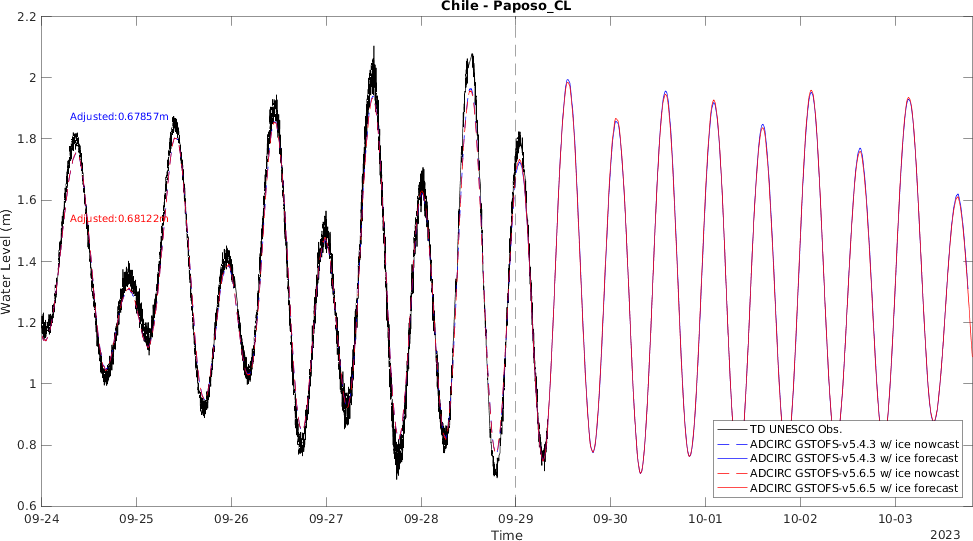 Chile - Paposo_CL
2.2
2
1.8
1.6
1.4
1.2
1
0.8
0.6
Water Level (m)
Adjusted:0.67857m
Adjusted:0.68122m
TD UNESCO Obs.
ADCIRC GSTOFS-v5.4.3 w/ ice nowcast
ADCIRC GSTOFS-v5.4.3 w/ ice forecast
ADCIRC GSTOFS-v5.6.5 w/ ice nowcast
ADCIRC GSTOFS-v5.6.5 w/ ice forecast
09-24 09-25 09-26 09-27 09-28 09-29 09-30 10-01 10-02 10-03
Time
2023